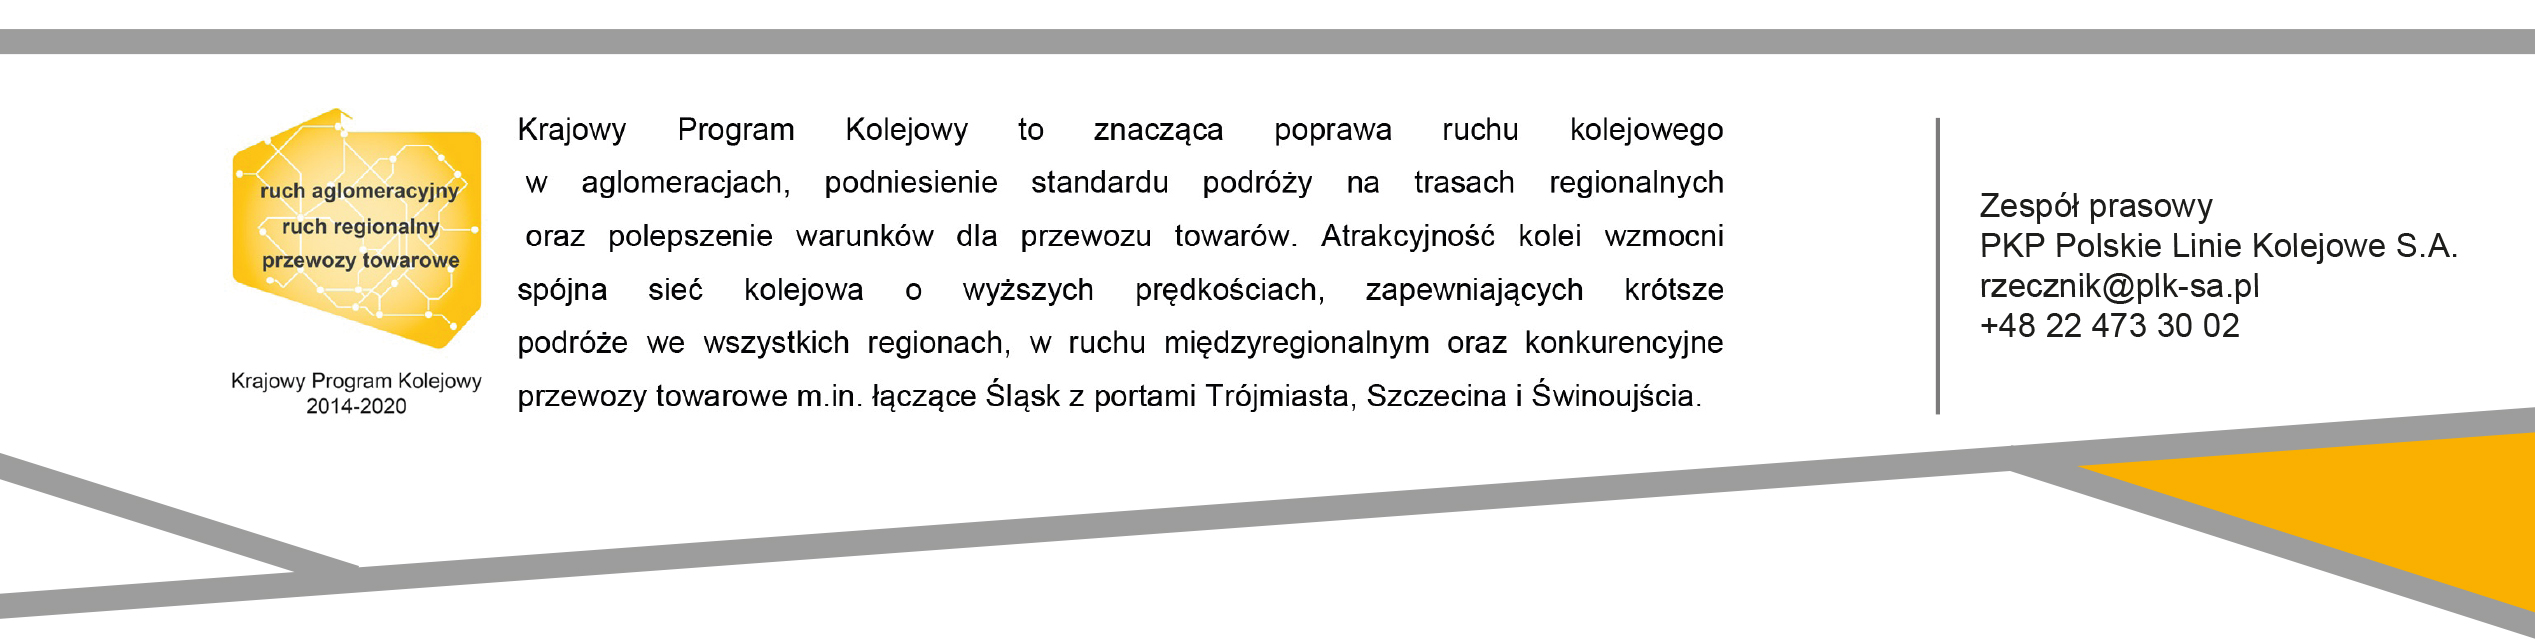 ruch aglomeracyjny
ruch regionalny
przewozy towarowe
Krajowy Program Kolejowy
2014-2020
Krajowy Program Kolejowy to znacząca poprawa ruchu kolejowego
w aglomeracjach, podniesienie standardu podróży na trasach regionalnych
oraz polepszenie warunków dla przewozu towarów. Atrakcyjność kolei wzmocni
spójna sieć kolejowa o wyższych prędkościach, zapewniających krótsze
podróże we wszystkich regionach, w ruchu międzyregionalnym oraz konkurencyjne
przewozy towarowe m.in. łączące Śląsk z portami Trójmiasta, Szczecina i Świnoujścia.
Zespół prasowy
PKP Polskie Linie Kolejowe S.A.
rzecznik@plk-sa.pl
+48 22 473 30 02